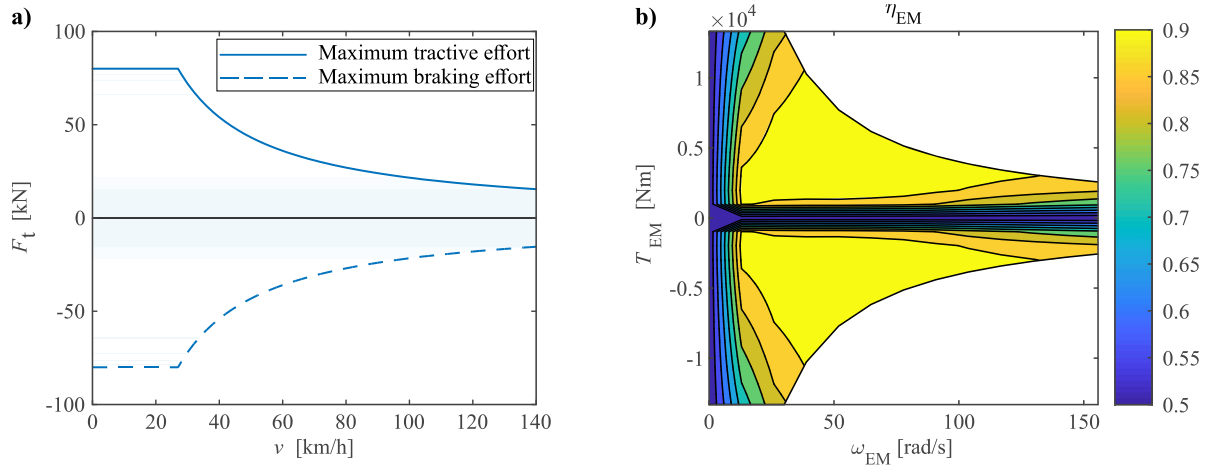 a)
100
50
0
-50
-100
F_t [kN]
Maximum tractive effort
Maximum braking effort
0 20 40 60 80 100 120 140
v [km/h]
b)
η_EM
×10^4
1
0.5
0
-0.5
-1
T_EM [Nm]
0 50 100 150
ω_EM [rad/s]
0.9
0.85
0.8
0.75
0.7
0.65
0.6
0.55
0.5